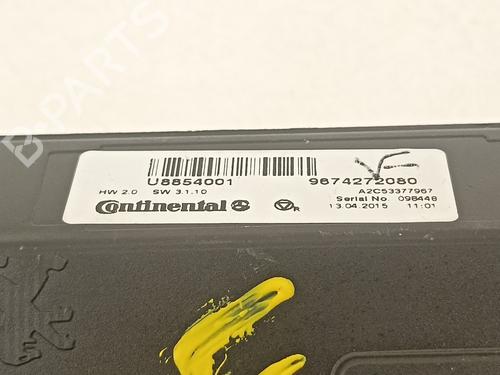 B-PARTS
U8854001 9674272080
HW 2.0 SW 3.1.10 A2C53377967
Serial No. 098448
Continental R 13.04.2015 11:01